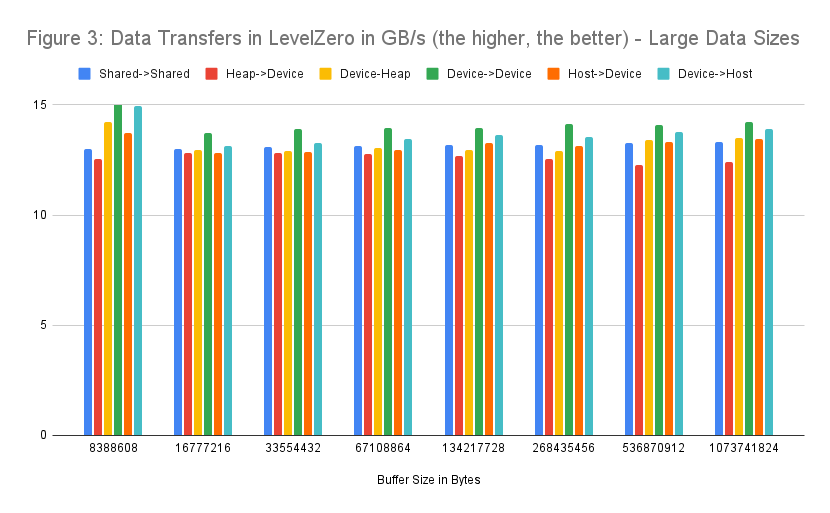 Figure 3: Data Transfers in LevelZero in GB/s (the higher, the better) - Large Data Sizes
Shared->Shared Heap->Device Device-Heap Device->Device Host->Device Device->Host
15
10
5
0
8388608 16777216 33554432 67108864 134217728 268435456 536870912 1073741824
Buffer Size in Bytes